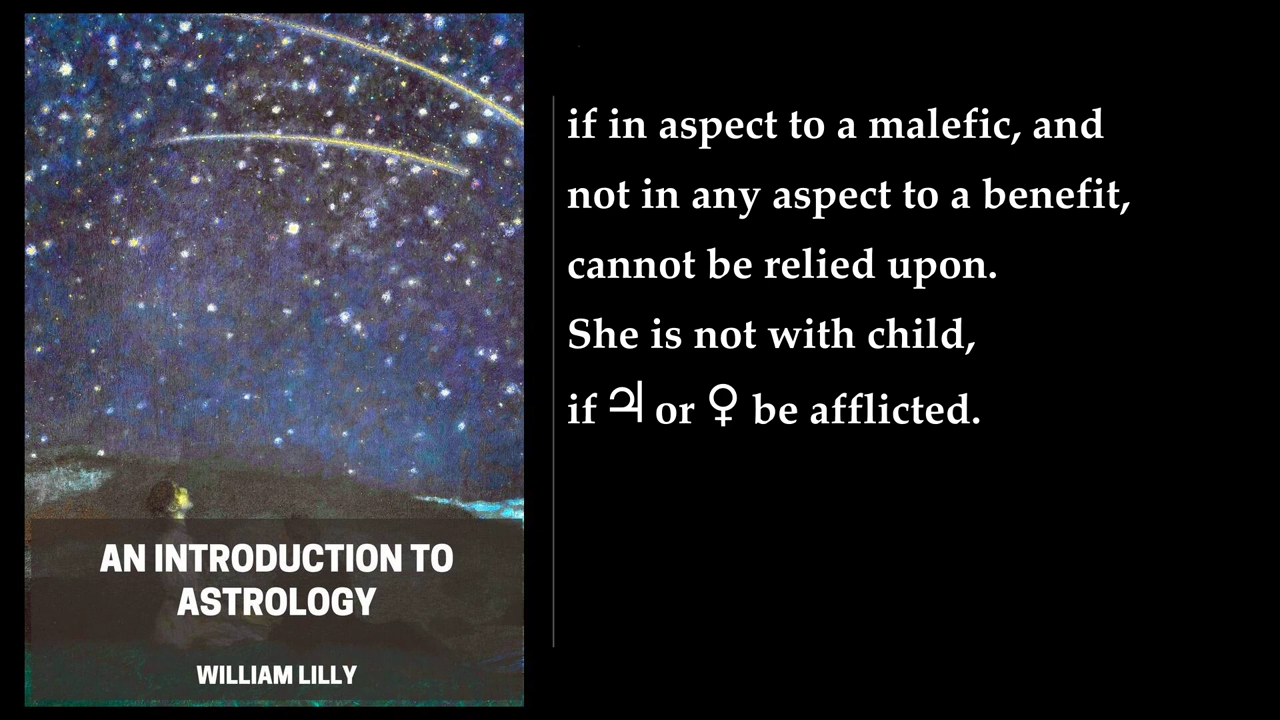 if in aspect to a malefic, and
not in any aspect to a benefit,
cannot be relied upon.
She is not with child,
if ♃ or ♀ be afflicted.
AN INTRODUCTION TO
ASTROLOGY
WILLIAM LILLY